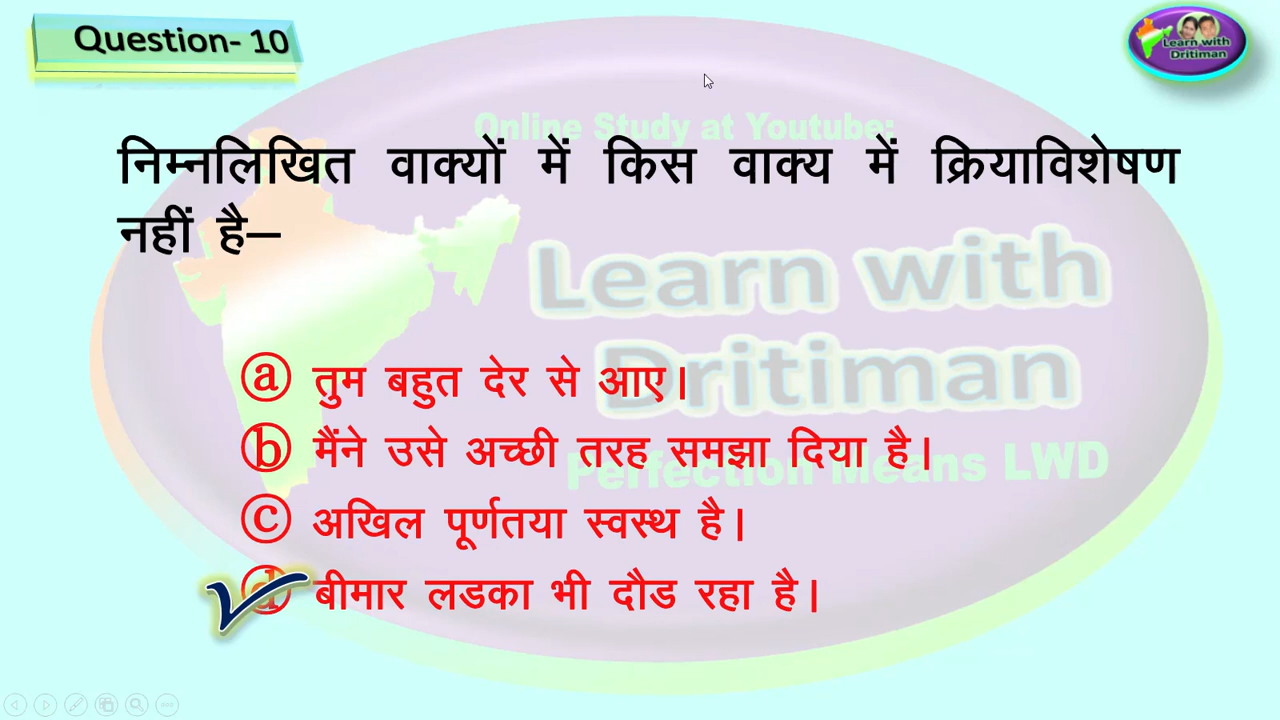 Question- 10
Learn with
Dritiman
Online Study at Youtube:
निम्नलिखित वाक्यों में किस वाक्य में क्रियाविशेषण
नहीं है–
Learn with
Dritiman
Perfection Means LWD
ⓐ तुम बहुत देर से आए।
ⓑ मैंने उसे अच्छी तरह समझा दिया है।
ⓒ अखिल पूर्णतया स्वस्थ है।
ⓓ बीमार लडका भी दौड रहा है।